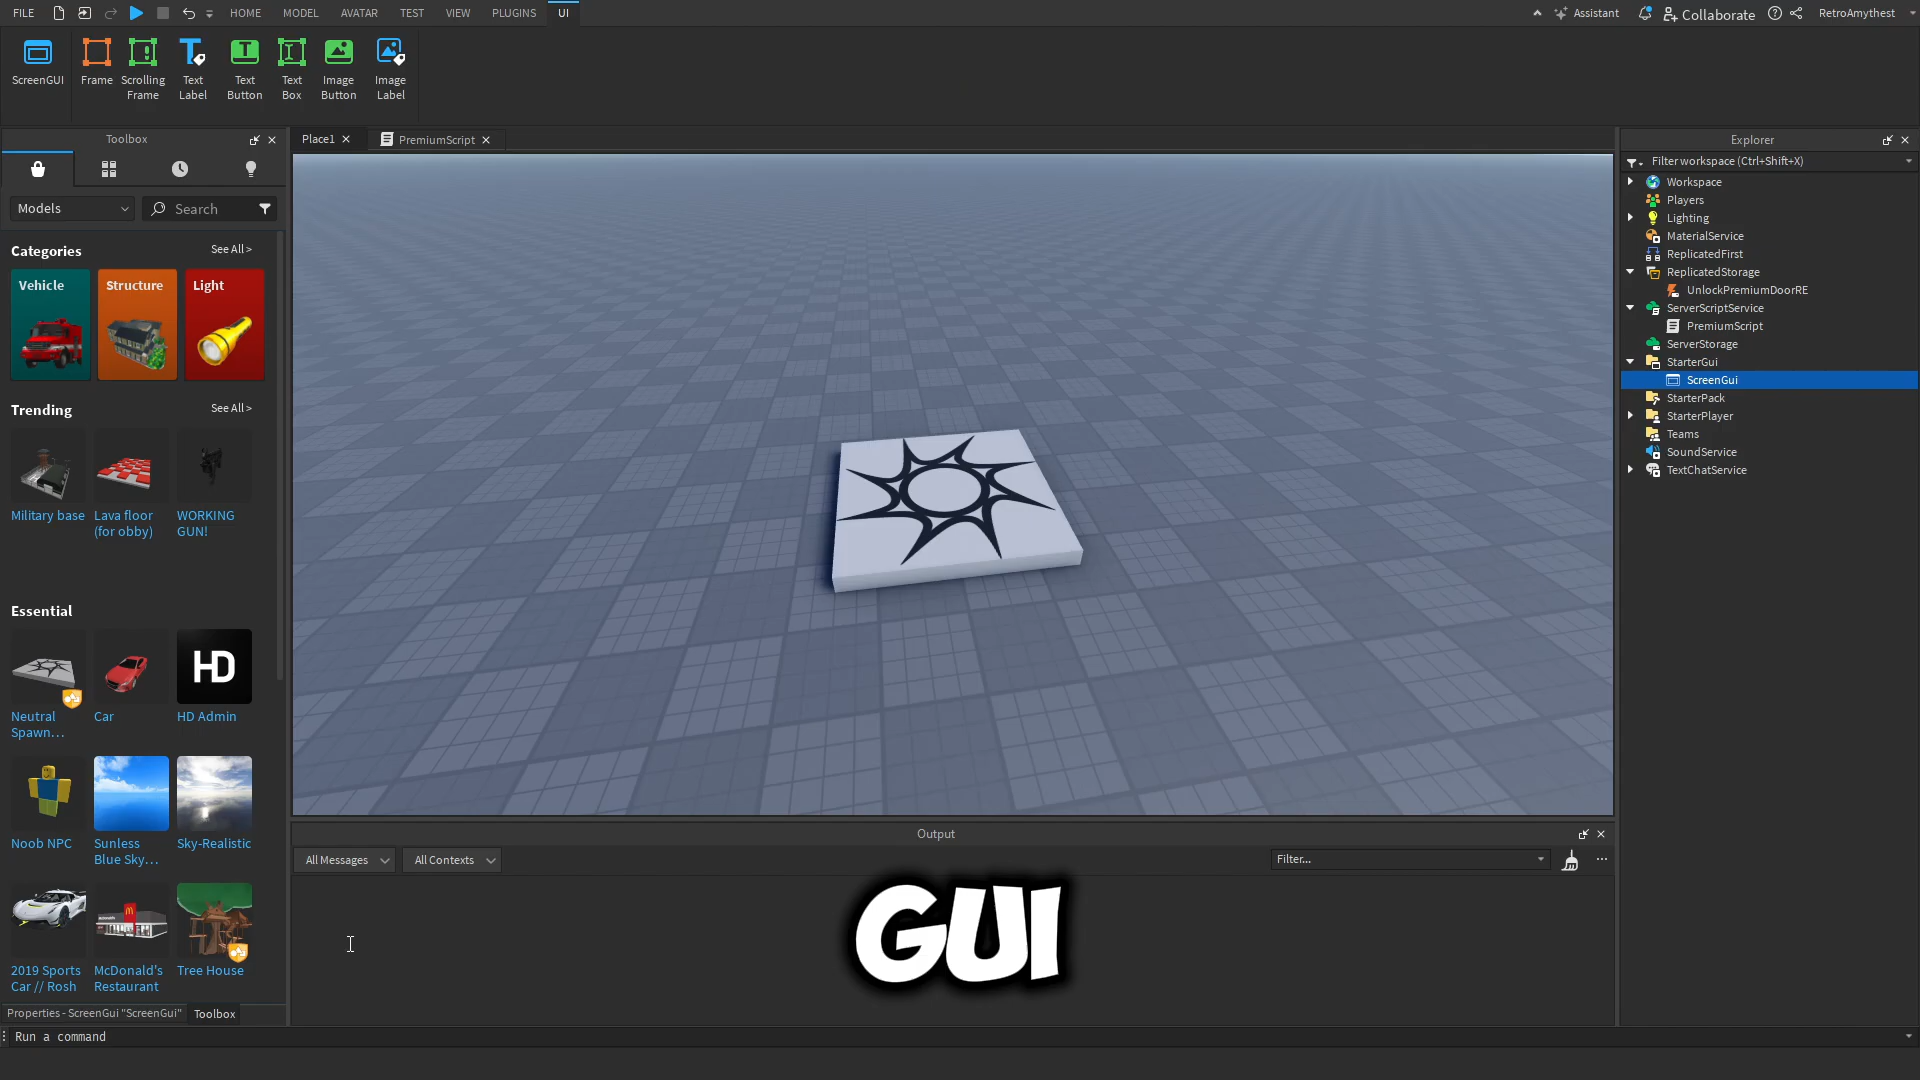 FILE HOME MODEL AVATAR TEST VIEW PLUGINS UI Assistant Collaborate RetroAmythest
ScreenGUI Frame Scrolling Frame Text Label Text Button Text Box Image Button Image Label
Toolbox
Models Search
Categories See All >
Vehicle Structure Light
Trending See All >
Military base Lava floor (for obby) WORKING GUN!
Essential
HD
Neutral Spawn... Car HD Admin
Noob NPC Sunless Blue Sky... Sky-Realistic
2019 Sports Car // Rosh McDonald's Restaurant Tree House
Properties - ScreenGui "ScreenGui" Toolbox
Place1 PremiumScript
Output
All Messages All Contexts Filter...
GUI
Explorer
Filter workspace (Ctrl+Shift+X)
Workspace
Players
Lighting
MaterialService
ReplicatedFirst
ReplicatedStorage
UnlockPremiumDoorRE
ServerScriptService
PremiumScript
ServerStorage
StarterGui
ScreenGui
StarterPack
StarterPlayer
Teams
SoundService
TextChatService
Run a command